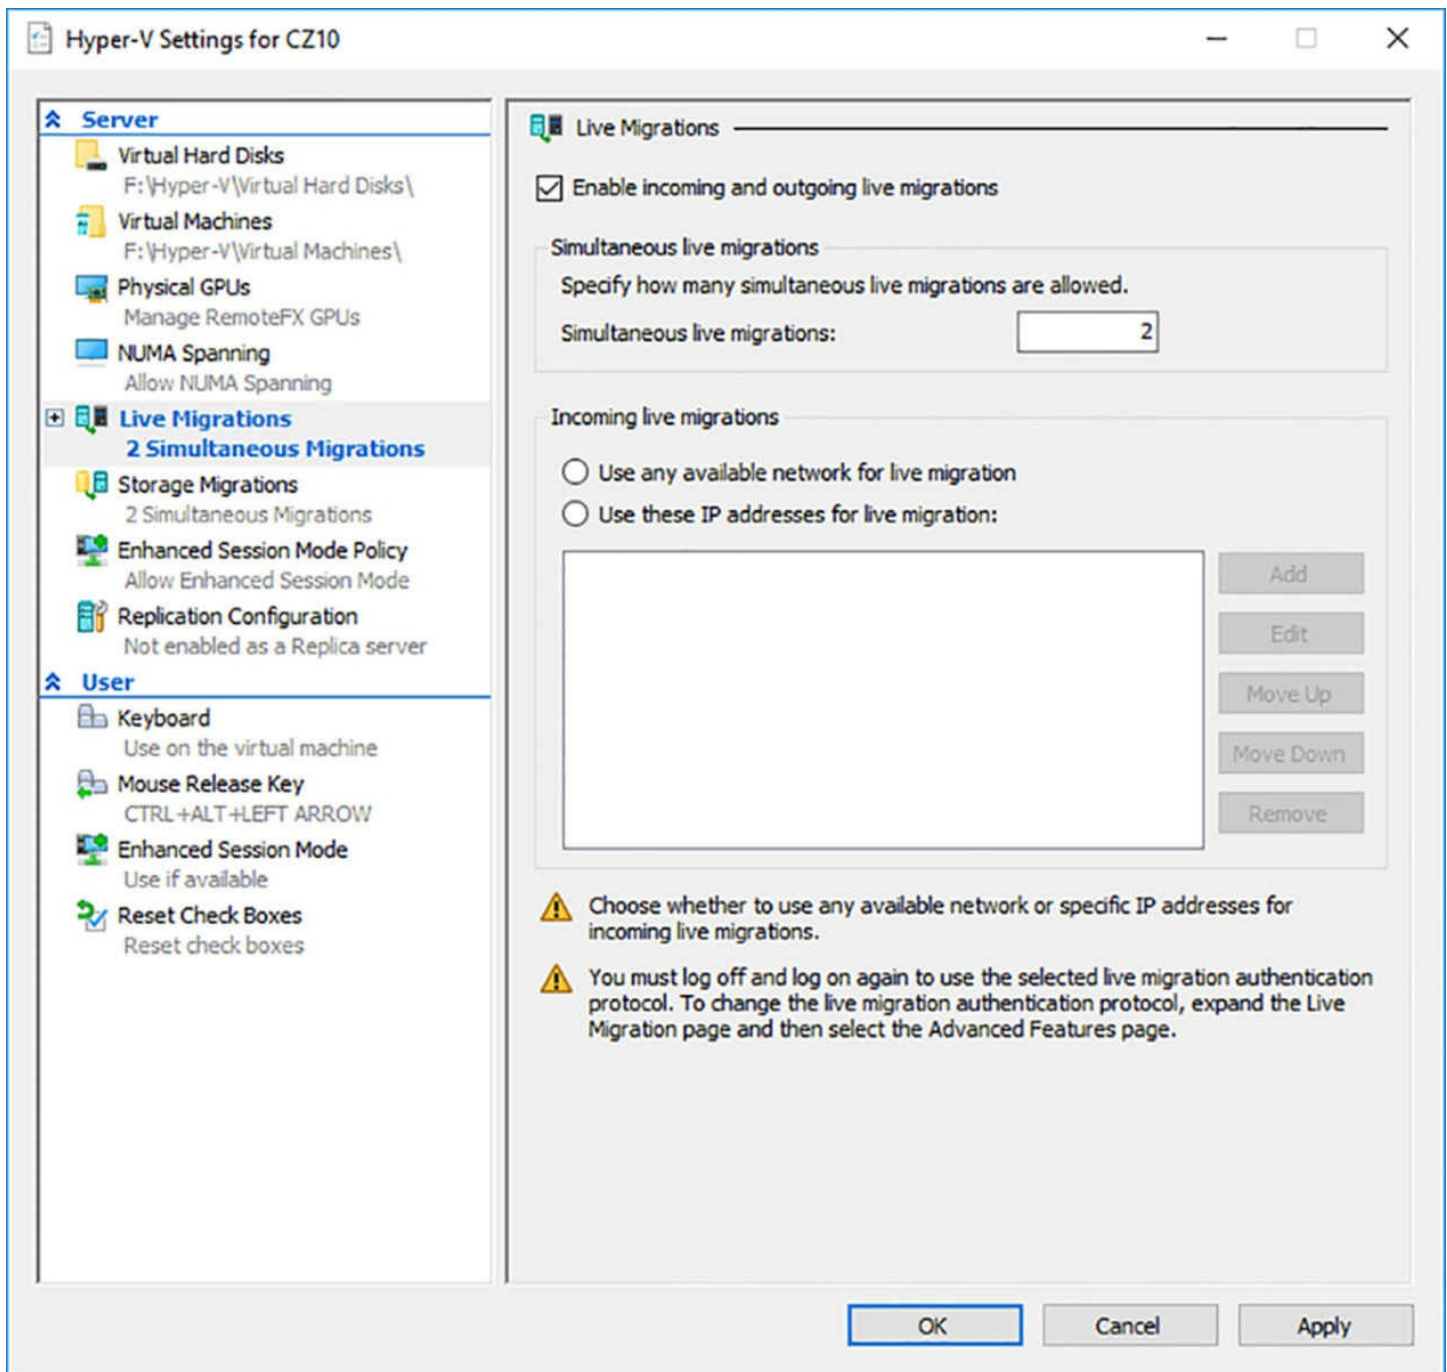 Hyper-V Settings for CZ10
Server
Virtual Hard Disks
F:\Hyper-V\Virtual Hard Disks\
Virtual Machines
F:\Hyper-V\Virtual Machines\
Physical GPUs
Manage RemoteFX GPUs
NUMA Spanning
Allow NUMA Spanning
Live Migrations
2 Simultaneous Migrations
Storage Migrations
2 Simultaneous Migrations
Enhanced Session Mode Policy
Allow Enhanced Session Mode
Replication Configuration
Not enabled as a Replica server
User
Keyboard
Use on the virtual machine
Mouse Release Key
CTRL+ALT+LEFT ARROW
Enhanced Session Mode
Use if available
Reset Check Boxes
Reset check boxes
Live Migrations
Enable incoming and outgoing live migrations
Simultaneous live migrations
Specify how many simultaneous live migrations are allowed.
Simultaneous live migrations: 2
Incoming live migrations
Use any available network for live migration
Use these IP addresses for live migration:
Add
Edit
Move Up
Move Down
Remove
Choose whether to use any available network or specific IP addresses for
incoming live migrations.
You must log off and log on again to use the selected live migration authentication
protocol. To change the live migration authentication protocol, expand the Live
Migration page and then select the Advanced Features page.
OK Cancel Apply